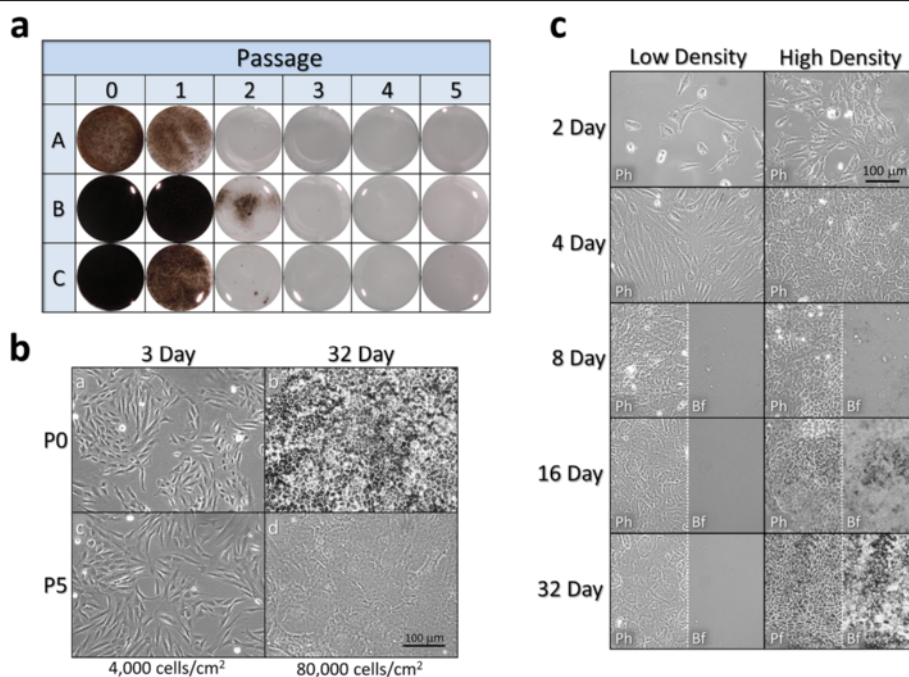 a
Passage
0 1 2 3 4 5
A
B
C
b
3 Day 32 Day
P0
a b
P5
c d
100 µm
4,000 cells/cm² 80,000 cells/cm²
c
Low Density High Density
2 Day
Ph Ph
100 µm
4 Day
Ph Ph
8 Day
Ph Bf Ph Bf
16 Day
Ph Bf Ph Bf
32 Day
Ph Bf Pf Bf